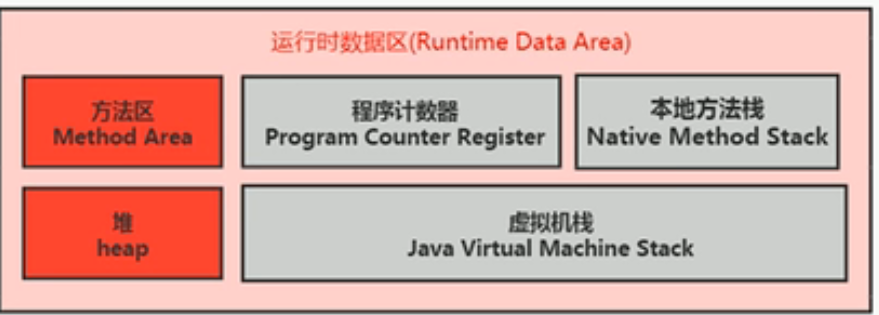 运行时数据区(Runtime Data Area)
方法区
Method Area
程序计数器
Program Counter Register
本地方法栈
Native Method Stack
堆
heap
虚拟机栈
Java Virtual Machine Stack